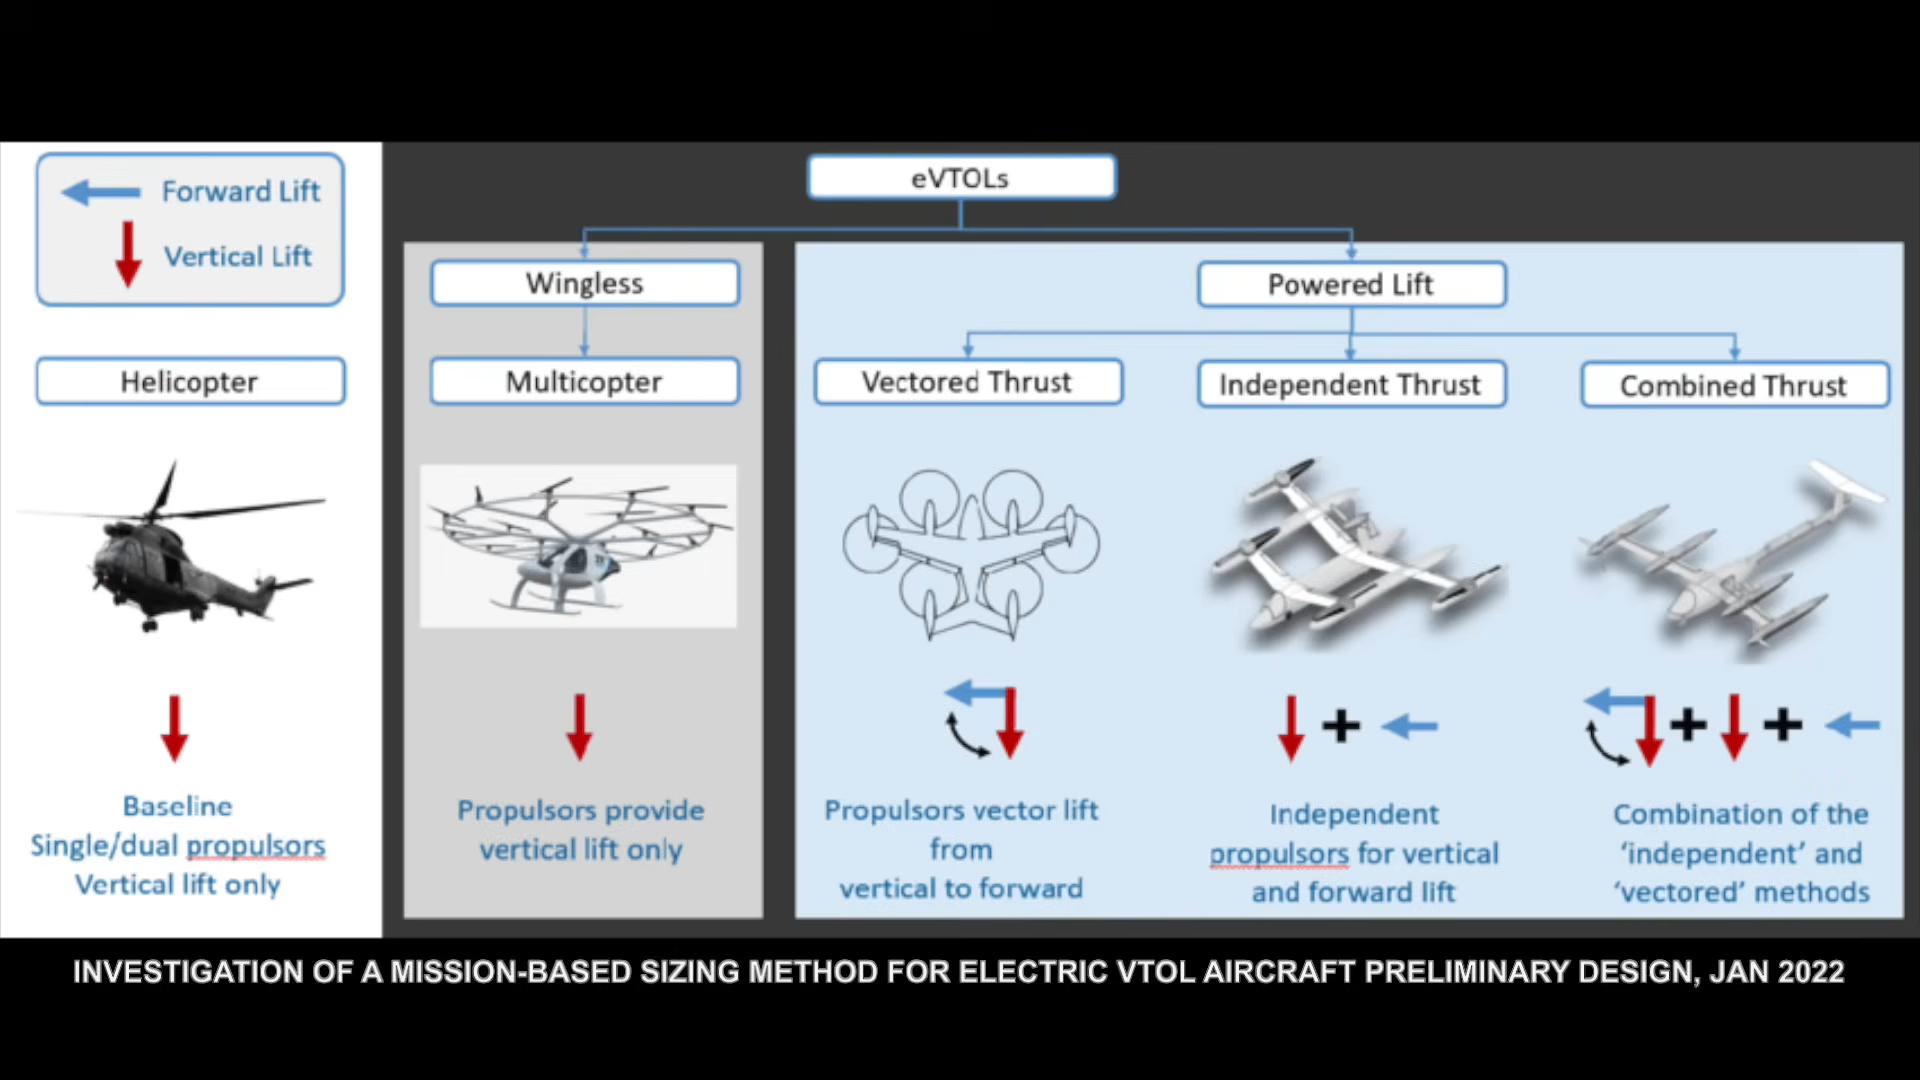 Forward Lift
Vertical Lift
eVTOLs
Wingless
Powered Lift
Helicopter
Multicopter
Vectored Thrust
Independent Thrust
Combined Thrust
Baseline
Single/dual propulsors
Vertical lift only
Propulsors provide
vertical lift only
Propulsors vector lift
from
vertical to forward
Independent
propulsors for vertical
and forward lift
Combination of the
‘independent’ and
‘vectored’ methods
INVESTIGATION OF A MISSION-BASED SIZING METHOD FOR ELECTRIC VTOL AIRCRAFT PRELIMINARY DESIGN, JAN 2022